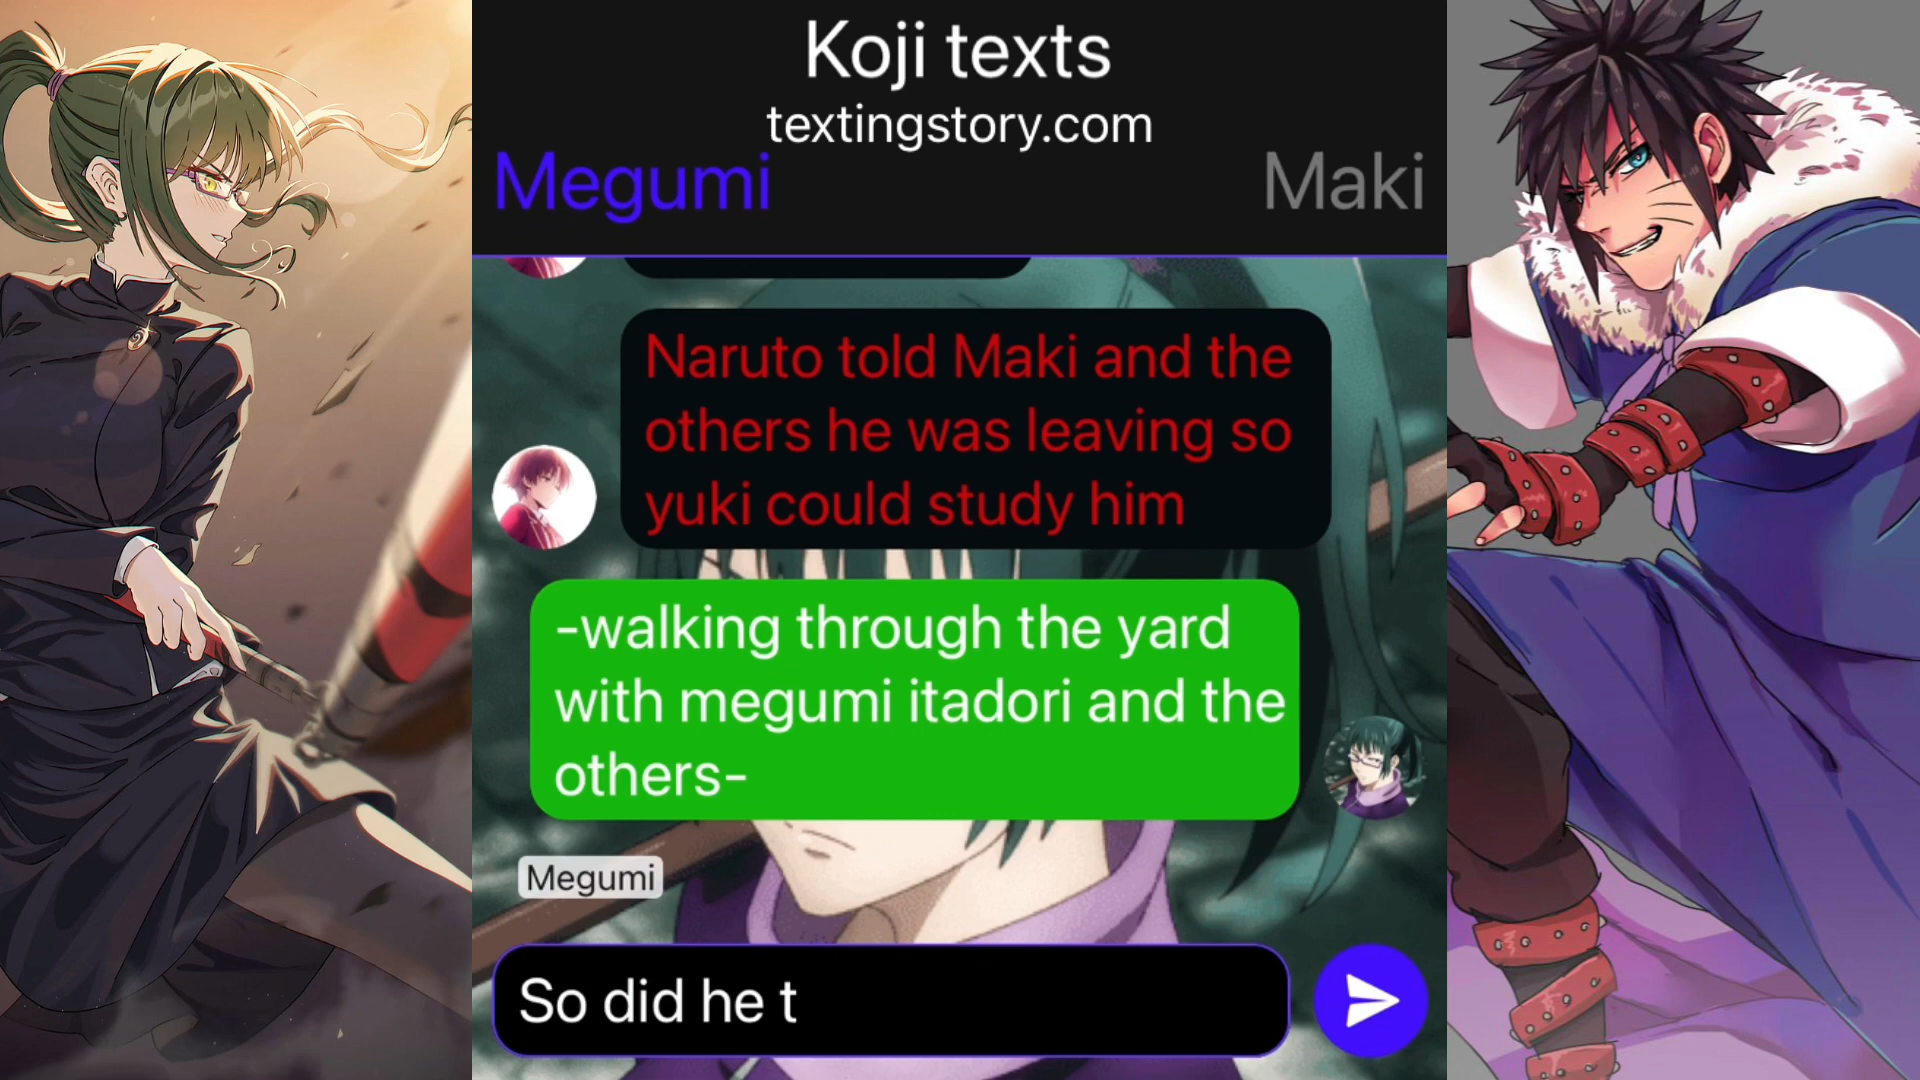 Koji texts
textingstory.com
Megumi
Maki
Naruto told Maki and the
others he was leaving so
yuki could study him
-walking through the yard
with megumi itadori and the
others-
Megumi
So did he t